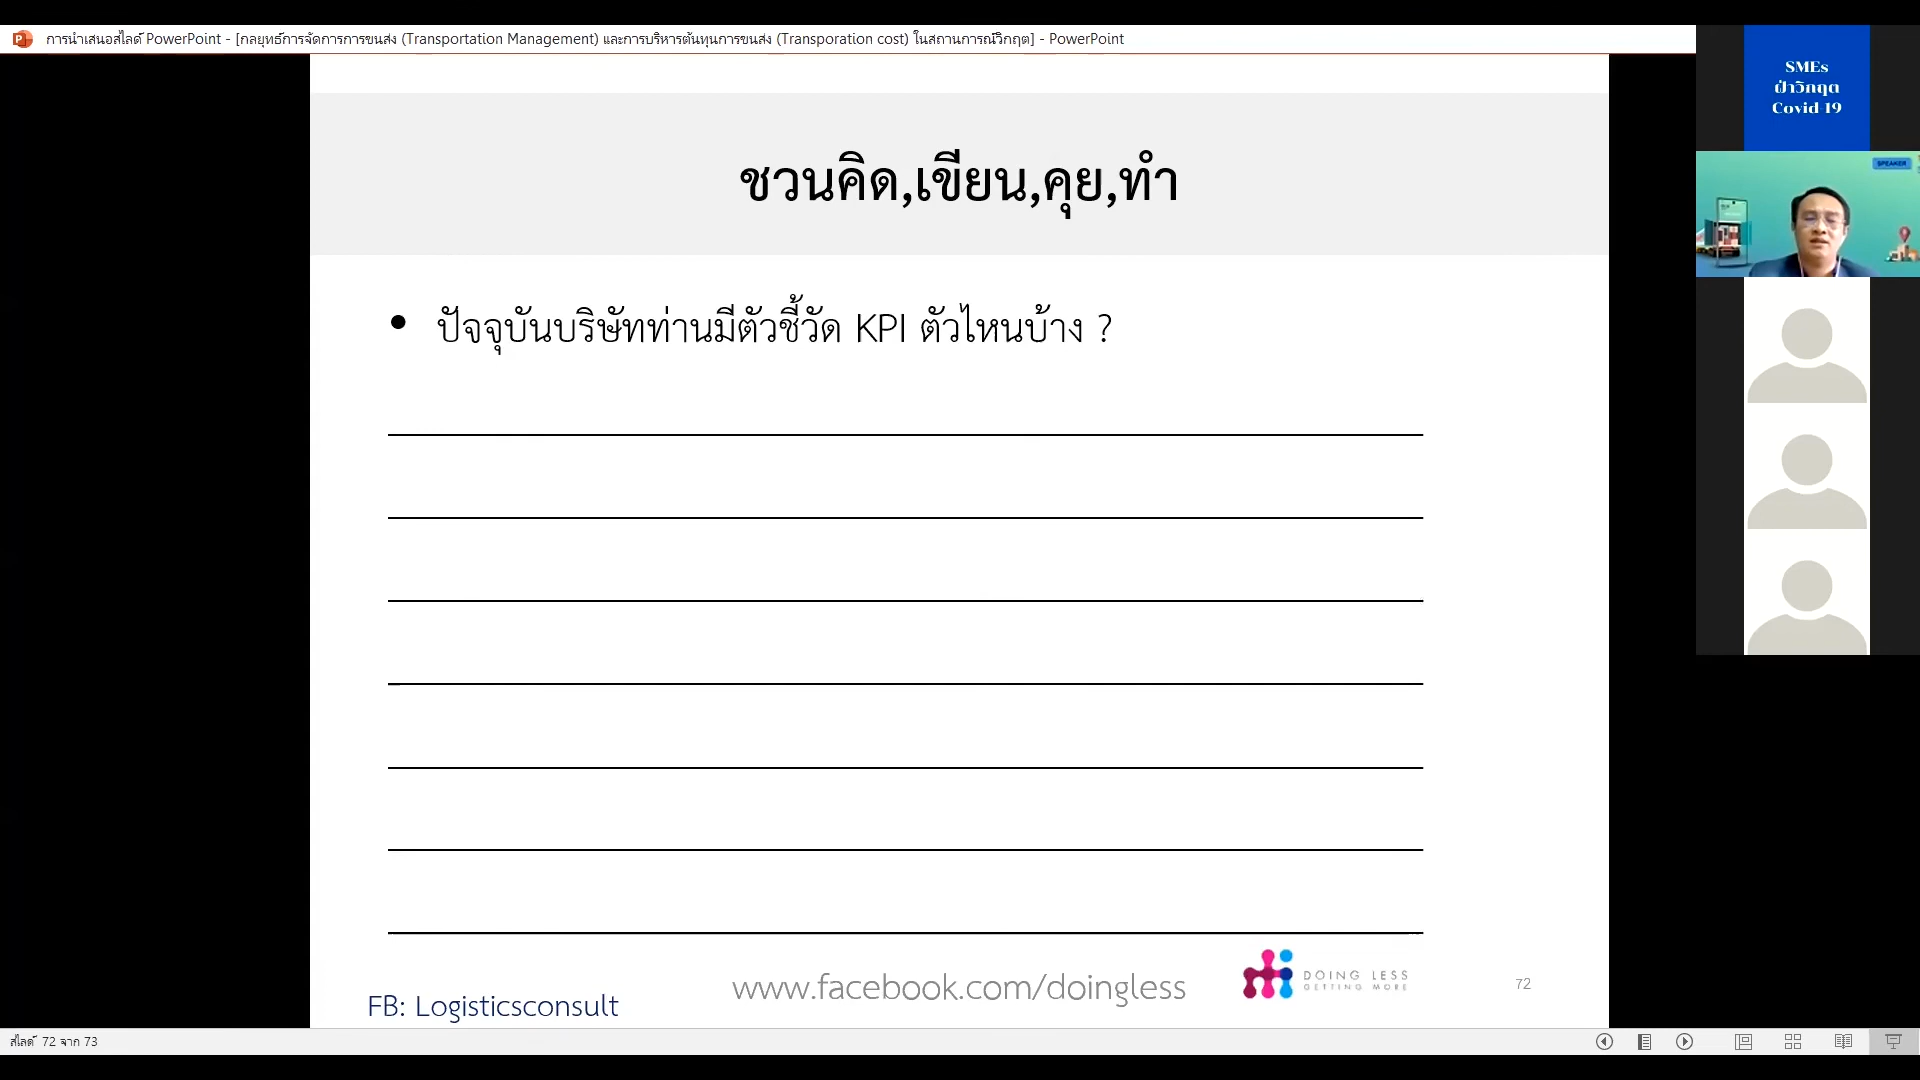 การนำเสนอสไลด์ PowerPoint - [กลยุทธ์การจัดการการขนส่ง (Transportation Management) และการบริหารต้นทุนการขนส่ง (Transporation cost) ในสถานการณ์วิกฤต] - PowerPoint
SMEs
ฝ่าวิกฤต
Covid-19
SPEAKER
ชวนคิด,เขียน,คุย,ทำ
• ปัจจุบันบริษัทท่านมีตัวชี้วัด KPI ตัวไหนบ้าง ?
www.facebook.com/doingless
DOING LESS
GETTING MORE
72
FB: Logisticsconsult
สไลด์ 72 จาก 73